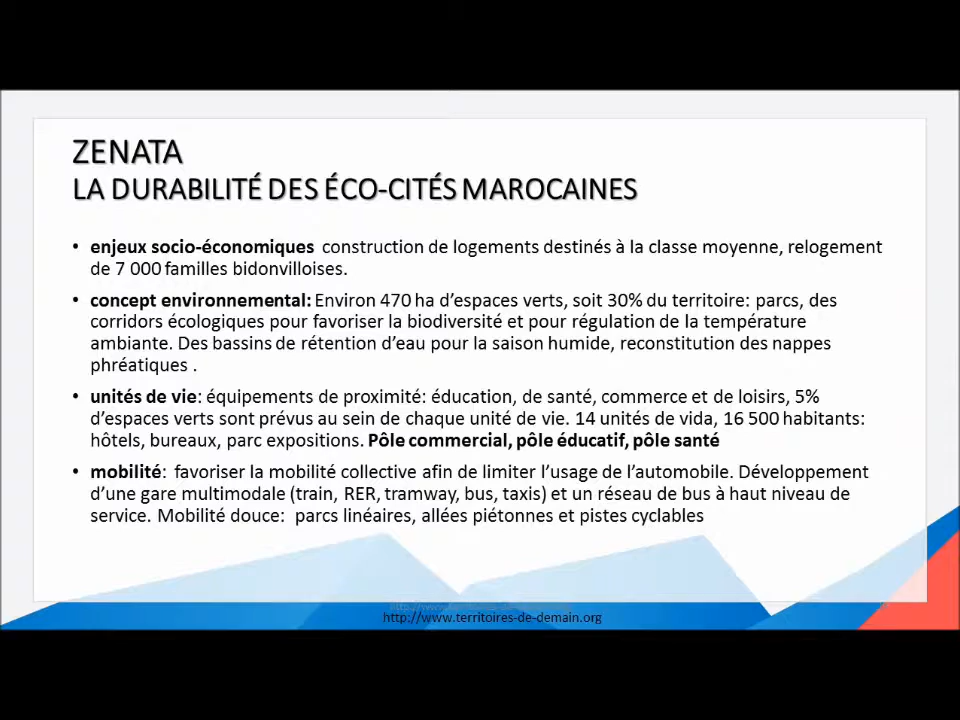 ZENATA
LA DURABILITÉ DES ÉCO-CITÉS MAROCAINES
• enjeux socio-économiques construction de logements destinés à la classe moyenne, relogement
de 7 000 familles bidonvilloises.
• concept environnemental: Environ 470 ha d'espaces verts, soit 30% du territoire: parcs, des
corridors écologiques pour favoriser la biodiversité et pour régulation de la température
ambiante. Des bassins de rétention d'eau pour la saison humide, reconstitution des nappes
phréatiques .
• unités de vie: équipements de proximité: éducation, de santé, commerce et de loisirs, 5%
d'espaces verts sont prévus au sein de chaque unité de vie. 14 unités de vida, 16 500 habitants:
hôtels, bureaux, parc expositions. Pôle commercial, pôle éducatif, pôle santé
• mobilité: favoriser la mobilité collective afin de limiter l'usage de l'automobile. Développement
d'une gare multimodale (train, RER, tramway, bus, taxis) et un réseau de bus à haut niveau de
service. Mobilité douce: parcs linéaires, allées piétonnes et pistes cyclables
http://www.territoires-de-demain.org